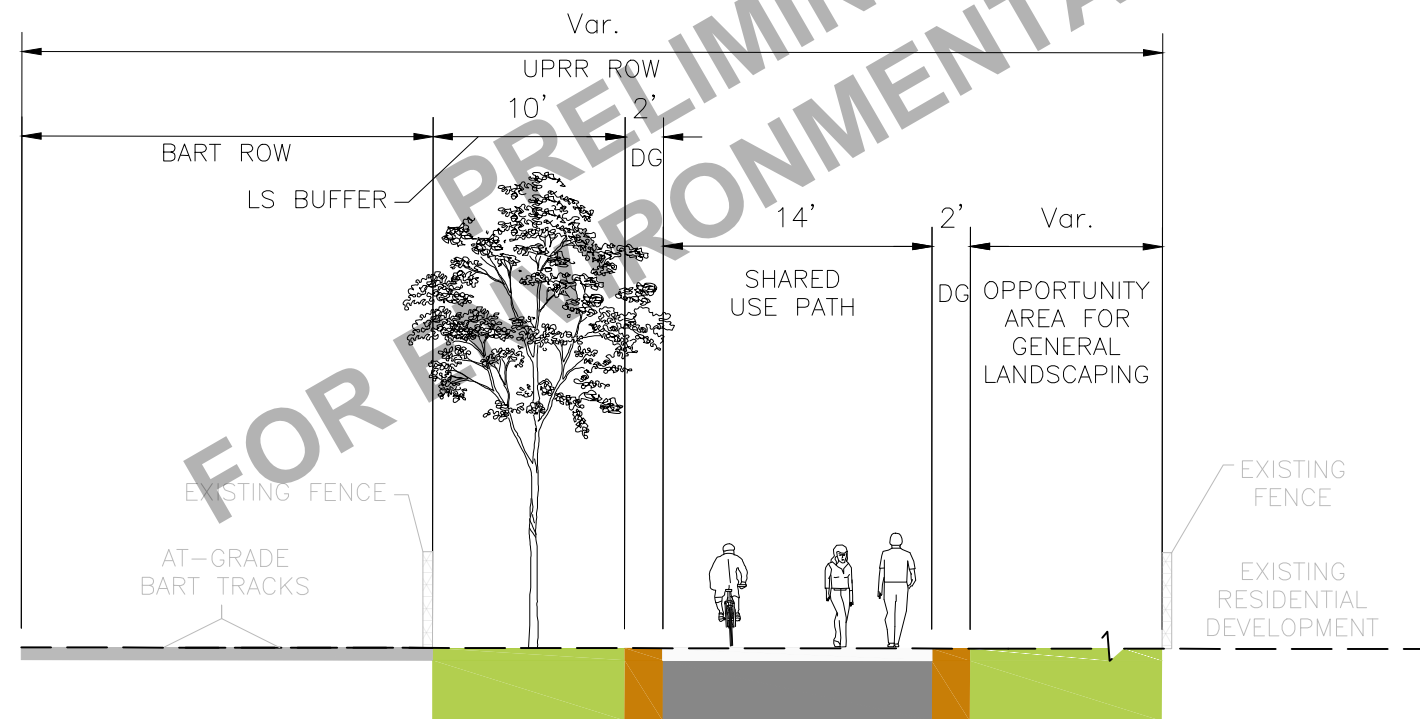 Var.
UPRR ROW
10'
2'
BART ROW
DG
LS BUFFER
14'
2'
Var.
SHARED
USE PATH
DG
OPPORTUNITY
AREA FOR
GENERAL
LANDSCAPING
EXISTING FENCE
AT-GRADE
BART TRACKS
EXISTING
FENCE
EXISTING
RESIDENTIAL
DEVELOPMENT
PRELIMIN
FOR ENVIRONMENTA